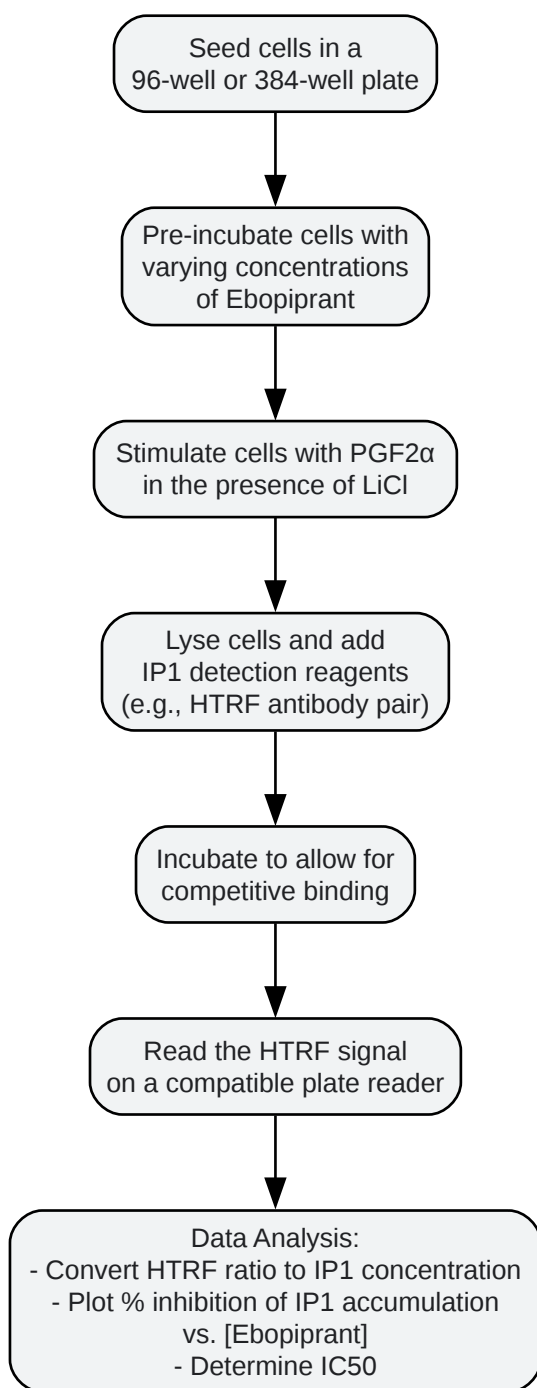 Seed cells in a
96-well or 384-well plate
Pre-incubate cells with
varying concentrations
of Ebopiprant
Stimulate cells with PGF2α
in the presence of LiCl
Lyse cells and add
IP1 detection reagents
(e.g., HTRF antibody pair)
Incubate to allow for
competitive binding
Read the HTRF signal
on a compatible plate reader
Data Analysis:
- Convert HTRF ratio to IP1 concentration
- Plot % inhibition of IP1 accumulation
vs. [Ebopiprant]
- Determine IC50